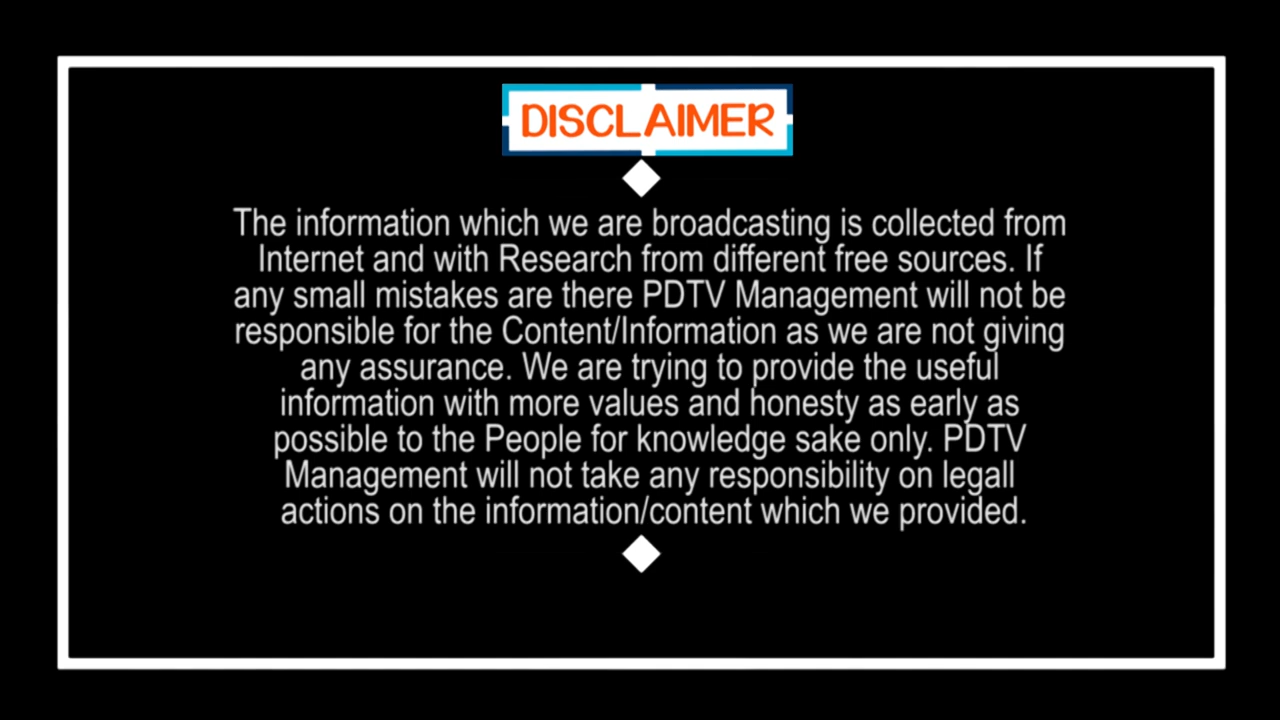 DISCLAIMER
The information which we are broadcasting is collected from
Internet and with Research from different free sources. If
any small mistakes are there PDTV Management will not be
responsible for the Content/Information as we are not giving
any assurance. We are trying to provide the useful
information with more values and honesty as early as
possible to the People for knowledge sake only. PDTV
Management will not take any responsibility on legall
actions on the information/content which we provided.